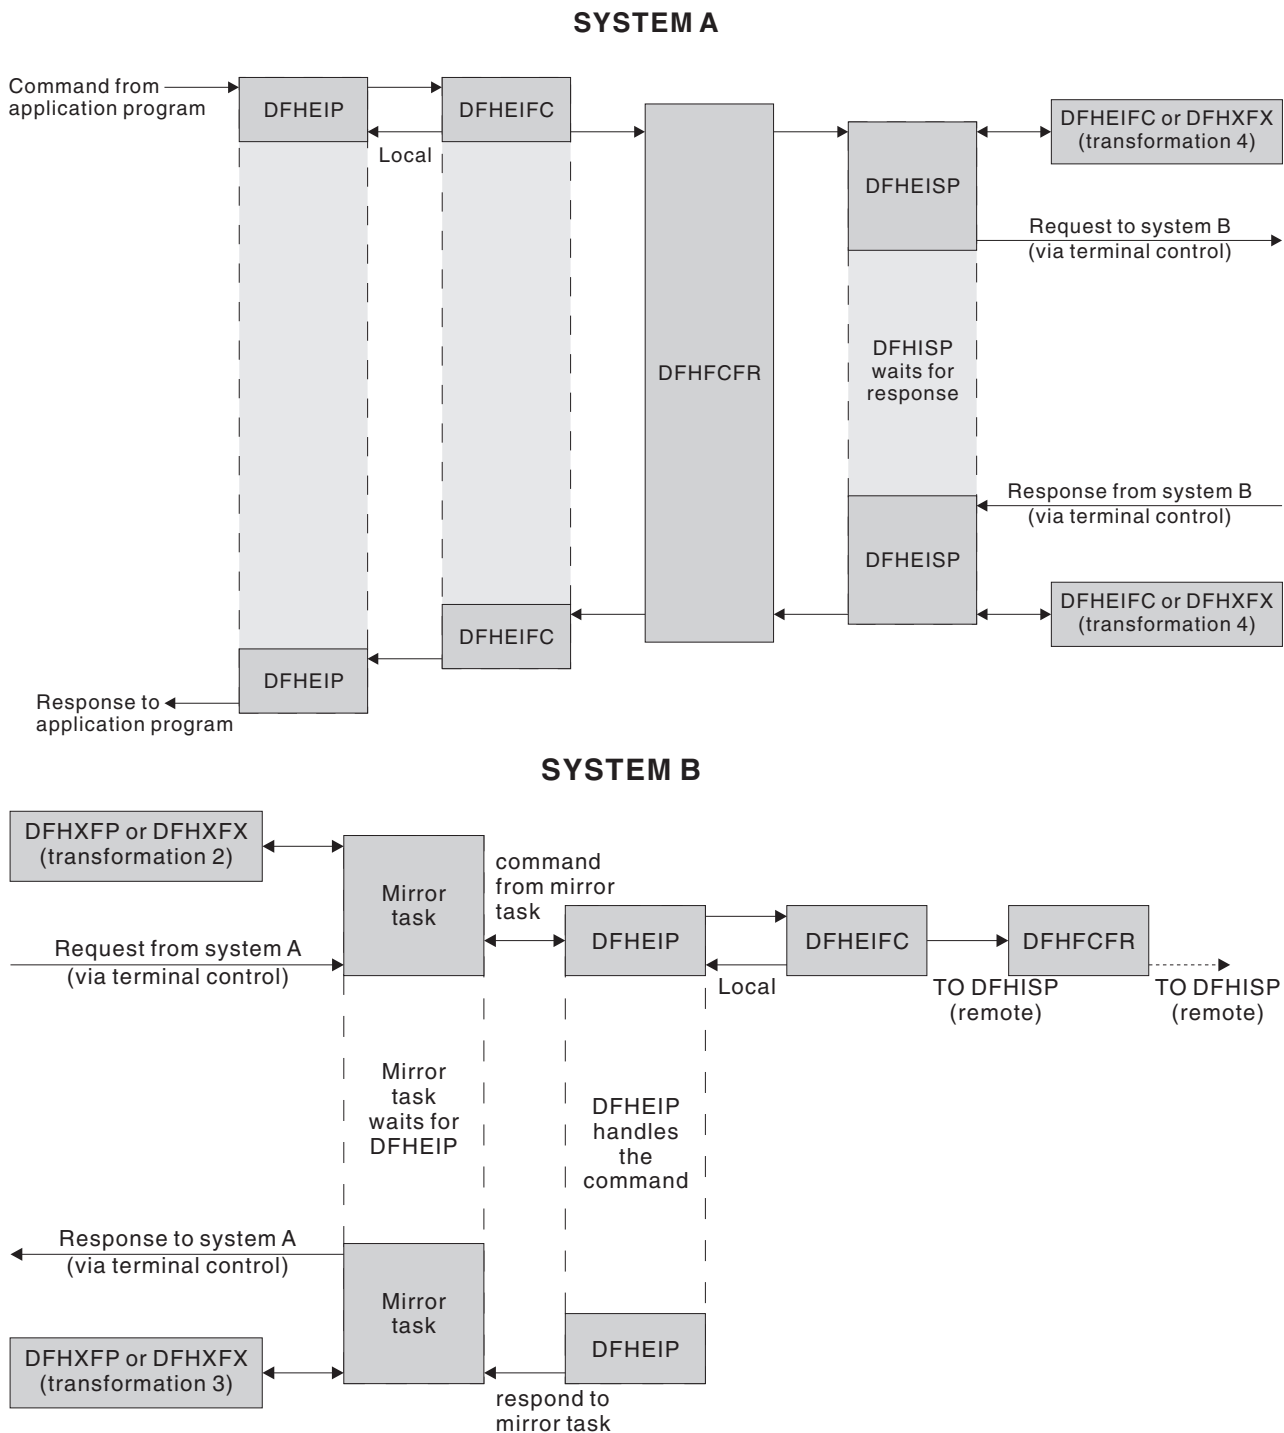 SYSTEM A
Command from
application program
DFHEIP
DFHEIFC
Local
DFHFCFR
DFHEISP
DFHEIFC or DFHXFX
(transformation 4)
Request to system B
(via terminal control)
DFHISP
waits for
response
Response from system B
(via terminal control)
DFHEISP
DFHEIFC or DFHXFX
(transformation 4)
DFHEIFC
DFHEIP
Response to
application program
SYSTEM B
DFHXFP or DFHXFX
(transformation 2)
Mirror
task
command
from mirror
task
Request from system A
(via terminal control)
DFHEIP
DFHEIFC
DFHFCFR
Local
TO DFHISP
(remote)
TO DFHISP
(remote)
Mirror
task
waits for
DFHEIP
DFHEIP
handles
the
command
Response to system A
(via terminal control)
Mirror
task
DFHXFP or DFHXFX
(transformation 3)
DFHEIP
respond to
mirror task